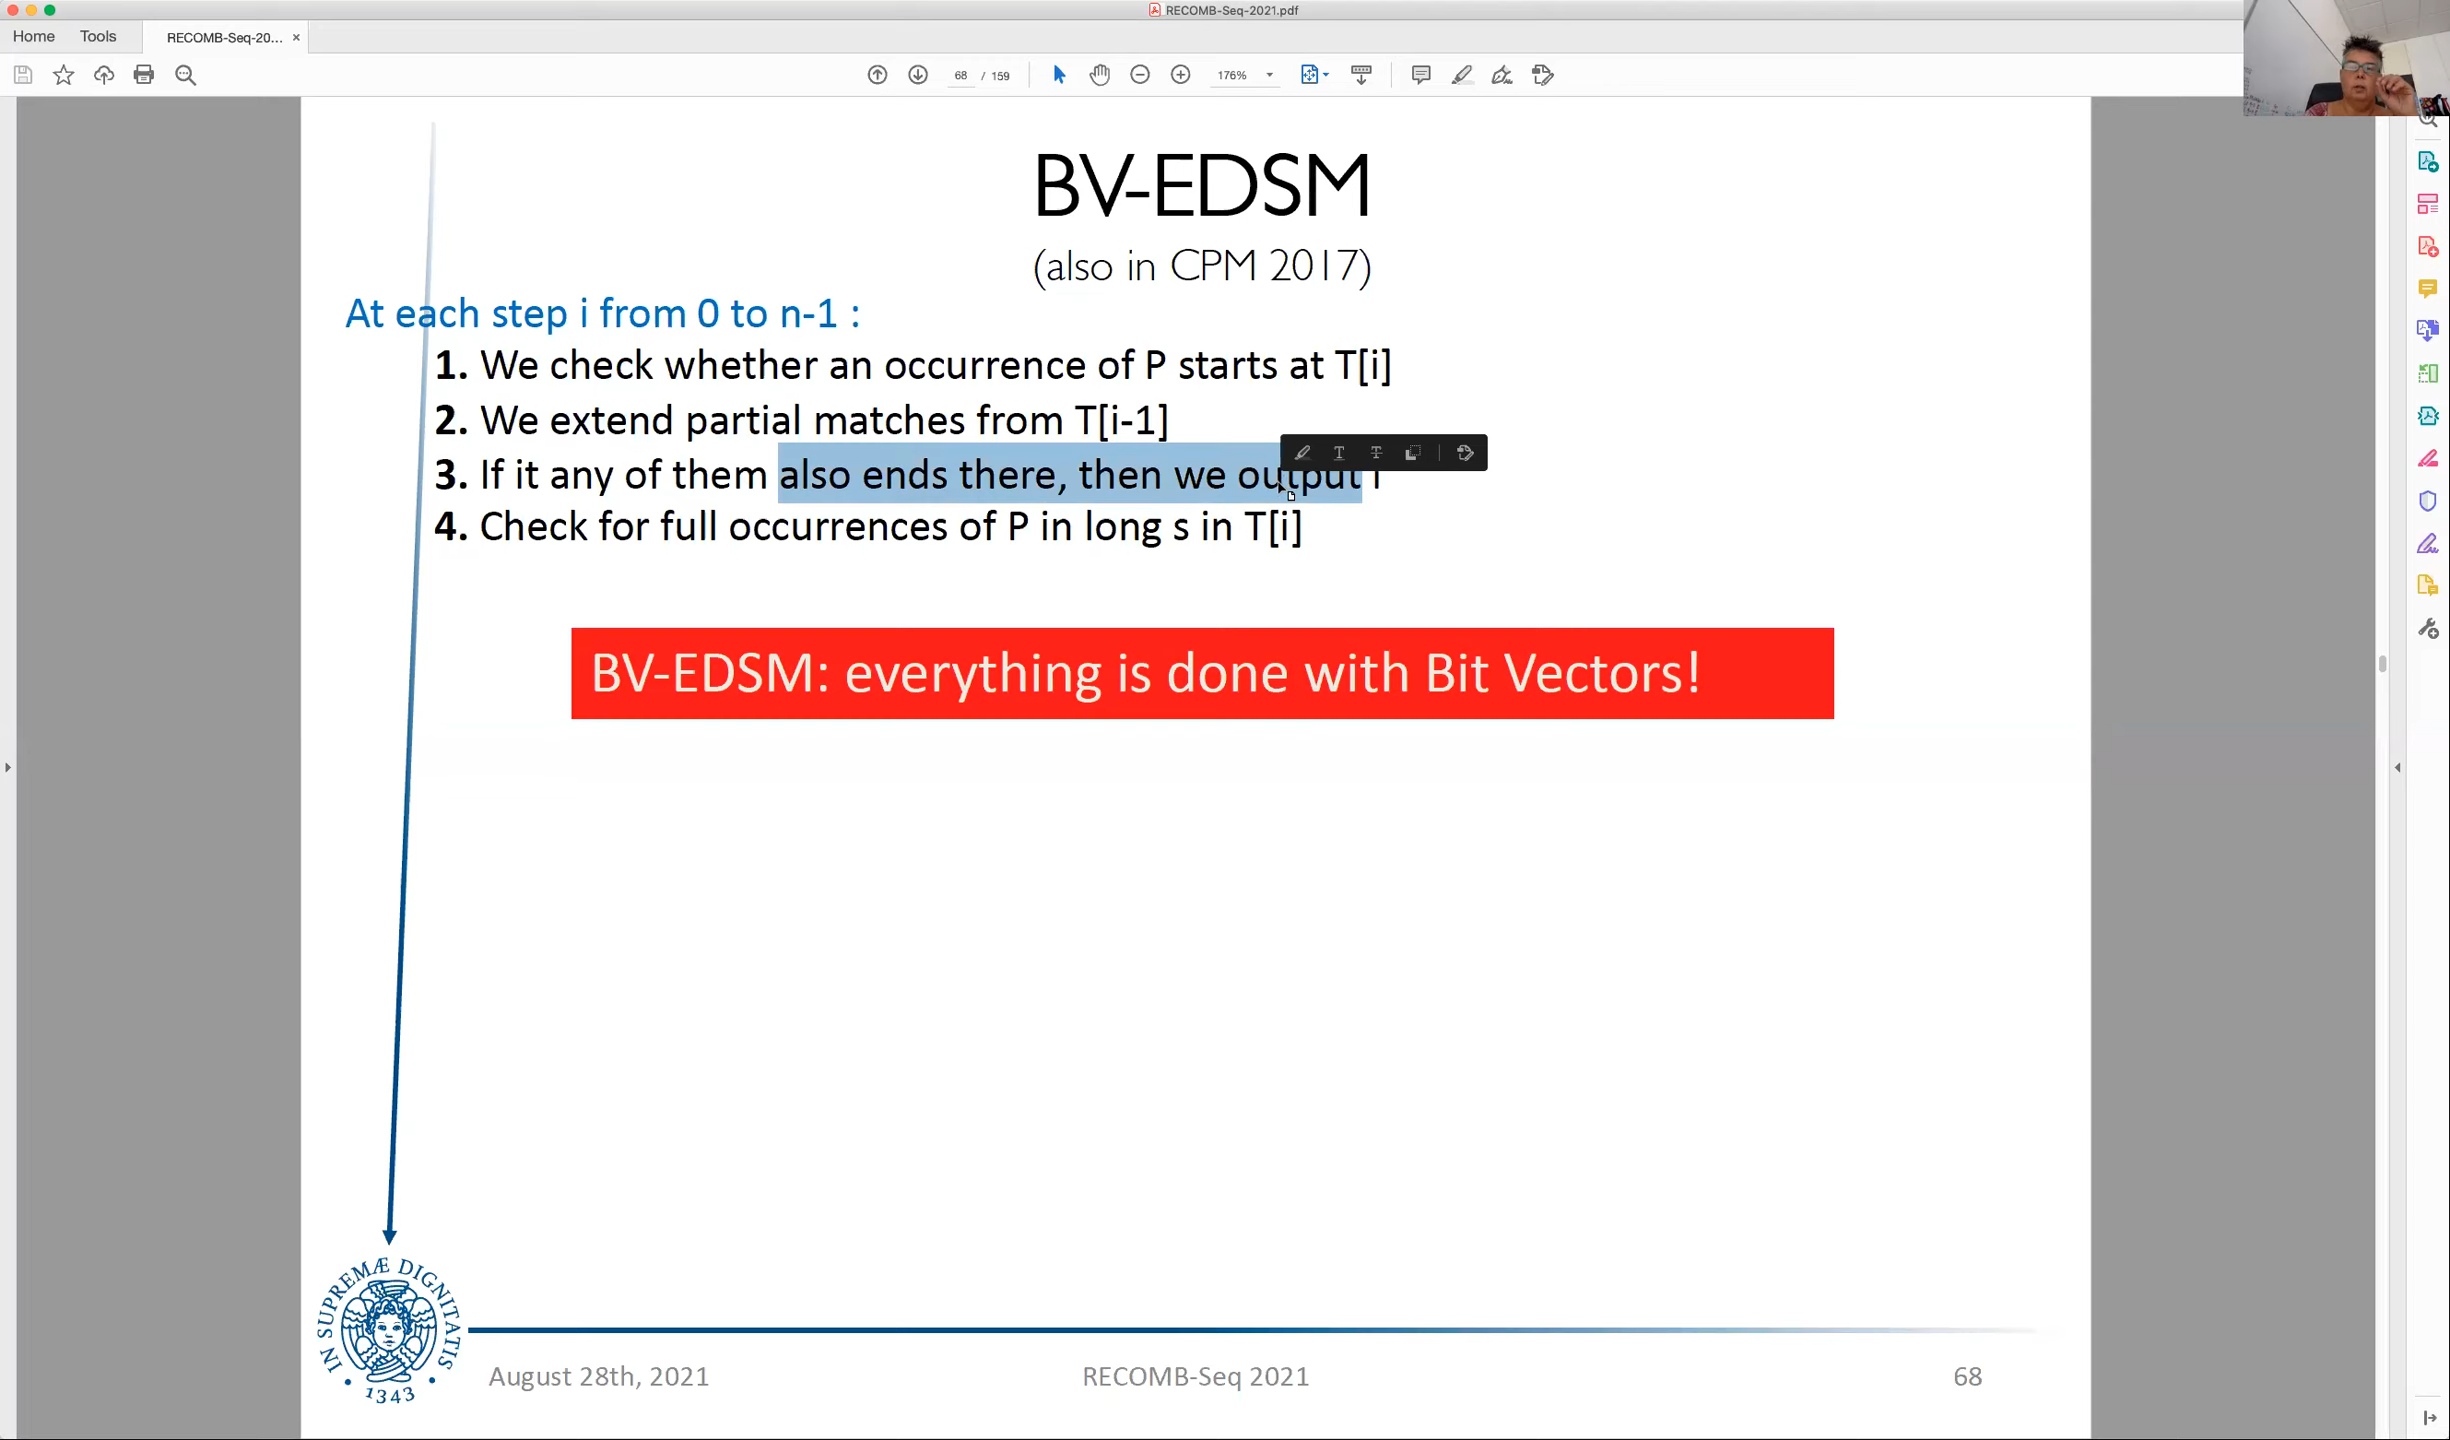 RECOMB-Seq-2021.pdf
Home Tools RECOMB-Seq-20... ×
68 / 159 176%
BV-EDSM
(also in CPM 2017)
At each step i from 0 to n-1 :
1. We check whether an occurrence of P starts at T[i]
2. We extend partial matches from T[i-1]
3. If it any of them also ends there, then we output i
4. Check for full occurrences of P in long s in T[i]
BV-EDSM: everything is done with Bit Vectors!
IN SUPREMÆ DIGNITATIS
· 1343 ·
August 28th, 2021 RECOMB-Seq 2021 68